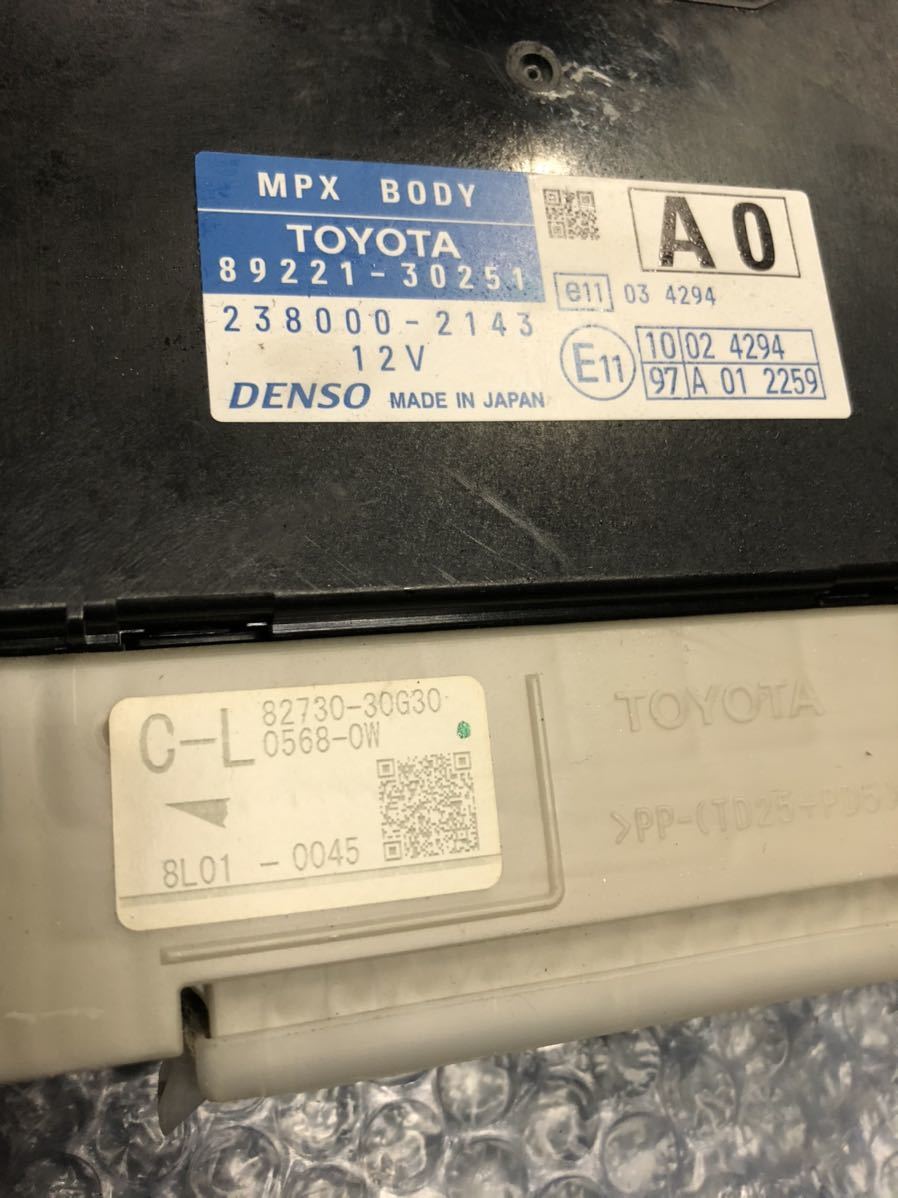 MPX BODY
TOYOTA
89221-30251
238000-2143
12V
DENSO MADE IN JAPAN
A0
e11 03 4294
E11
10 02 4294
97 A 01 2259
C-L
82730-30G30
0568-0W
8L01 -0045
TOYOTA
>PP-(TD25+PD5)